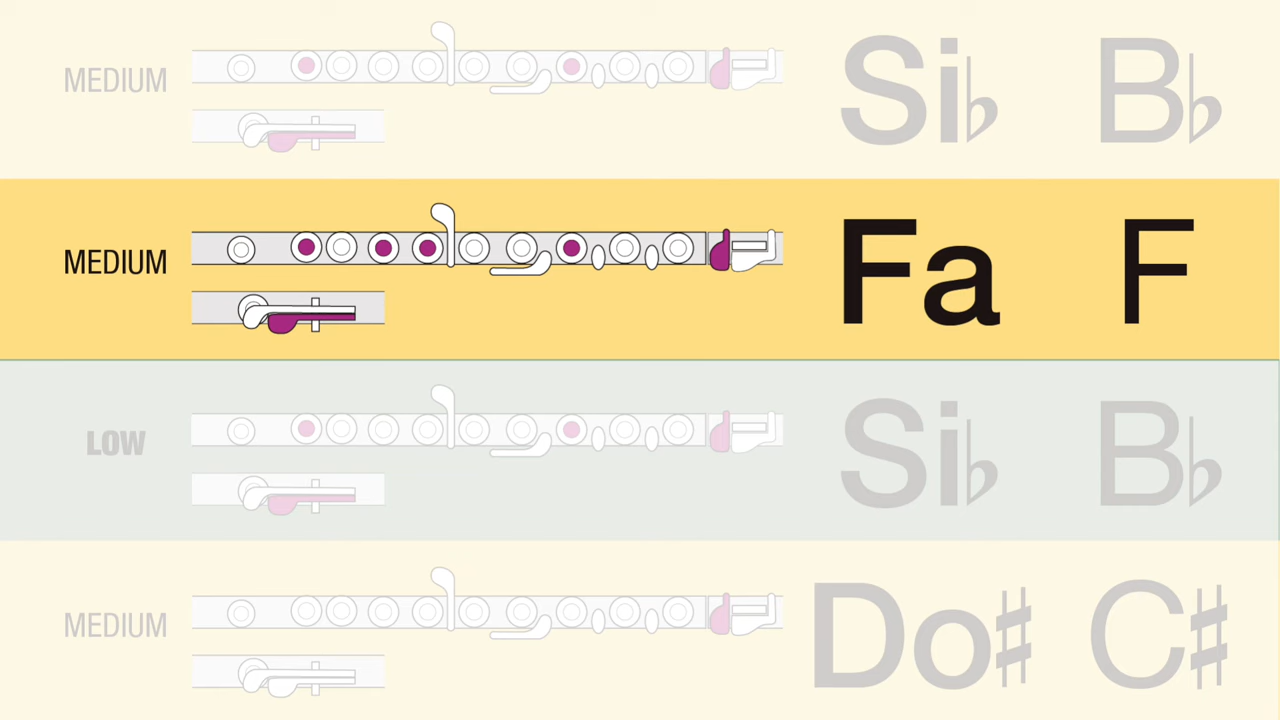 MEDIUM Si♭ B♭
MEDIUM Fa F
LOW Si♭ B♭
MEDIUM Do♯ C♯